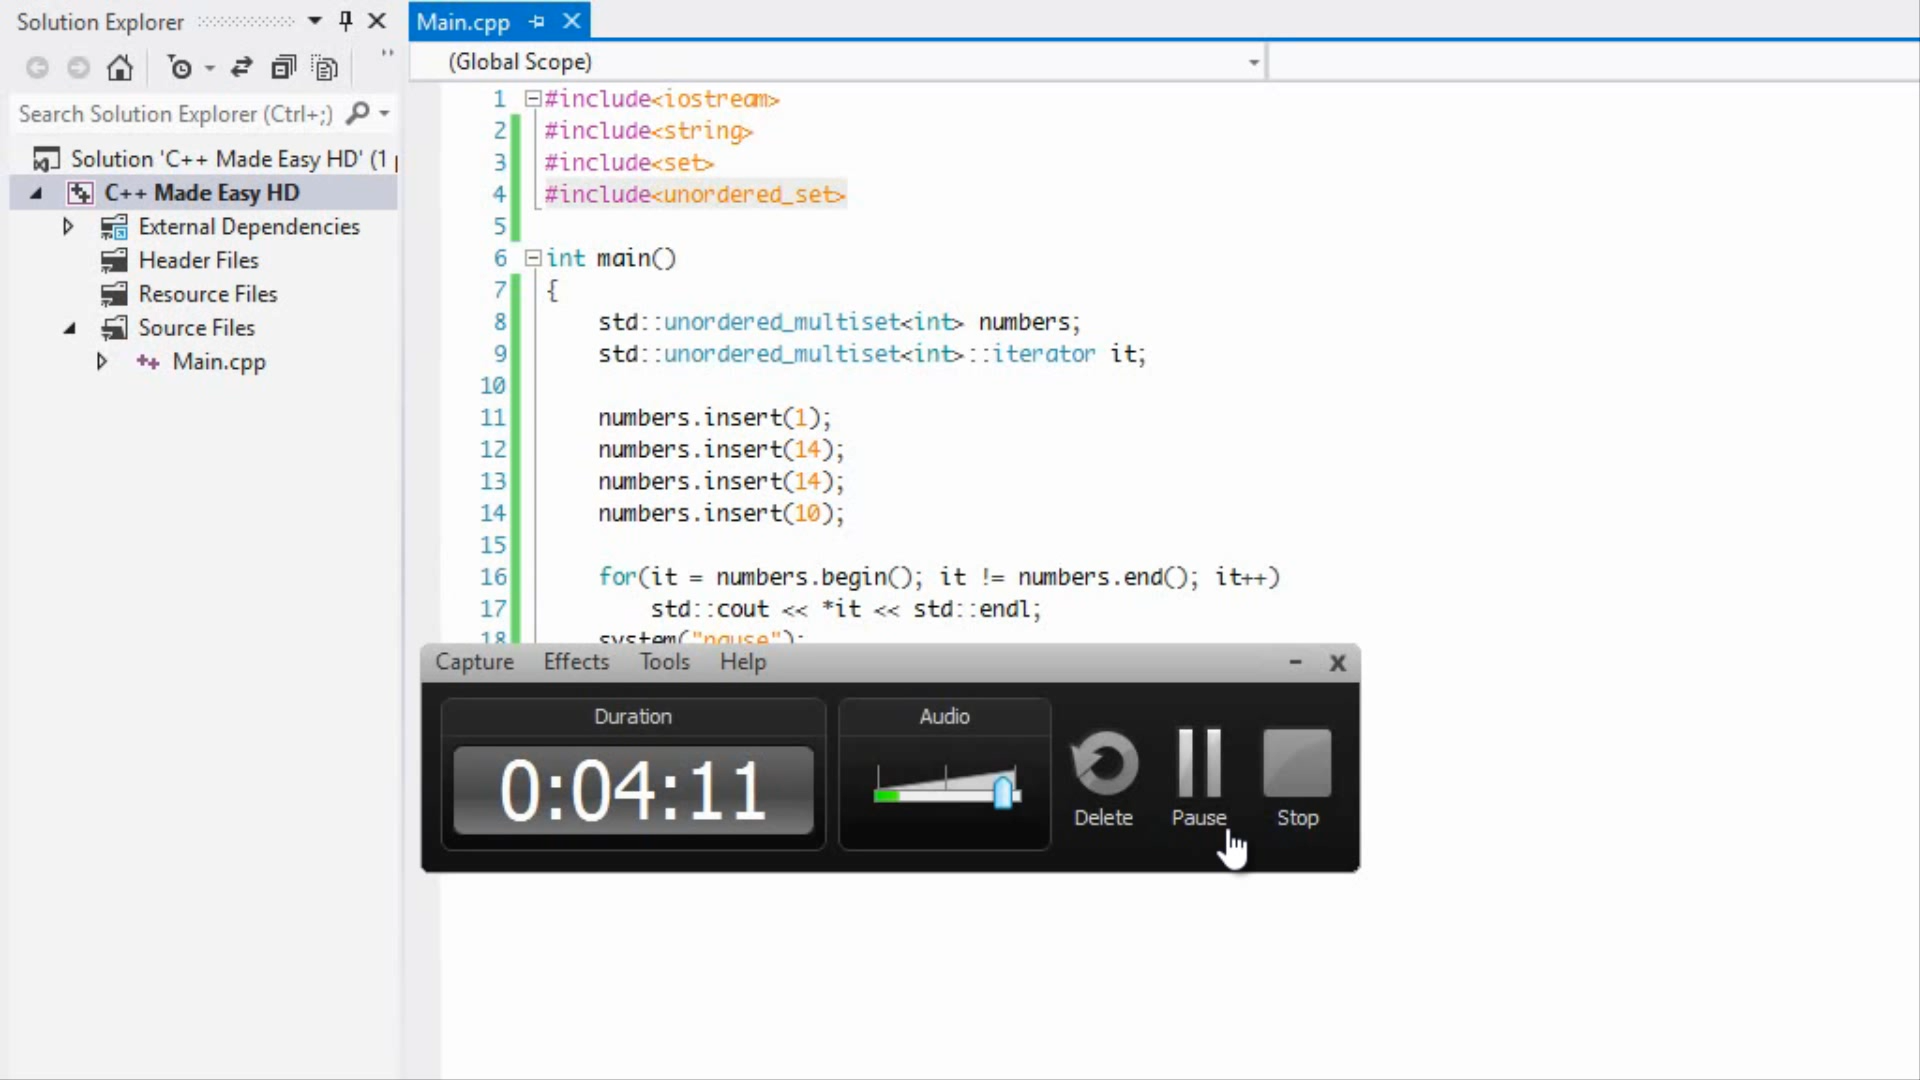 Solution Explorer
Search Solution Explorer (Ctrl+;)
Solution 'C++ Made Easy HD' (1
C++ Made Easy HD
External Dependencies
Header Files
Resource Files
Source Files
Main.cpp
Main.cpp
(Global Scope)
1 #include<iostream>
2 #include<string>
3 #include<set>
4 #include<unordered_set>
5
6 int main()
7 {
8 std::unordered_multiset<int> numbers;
9 std::unordered_multiset<int>::iterator it;
10
11 numbers.insert(1);
12 numbers.insert(14);
13 numbers.insert(14);
14 numbers.insert(10);
15
16 for(it = numbers.begin(); it != numbers.end(); it++)
17 std::cout << *it << std::endl;
18 system("pause");
Capture Effects Tools Help
Duration
0:04:11
Audio
Delete
Pause
Stop